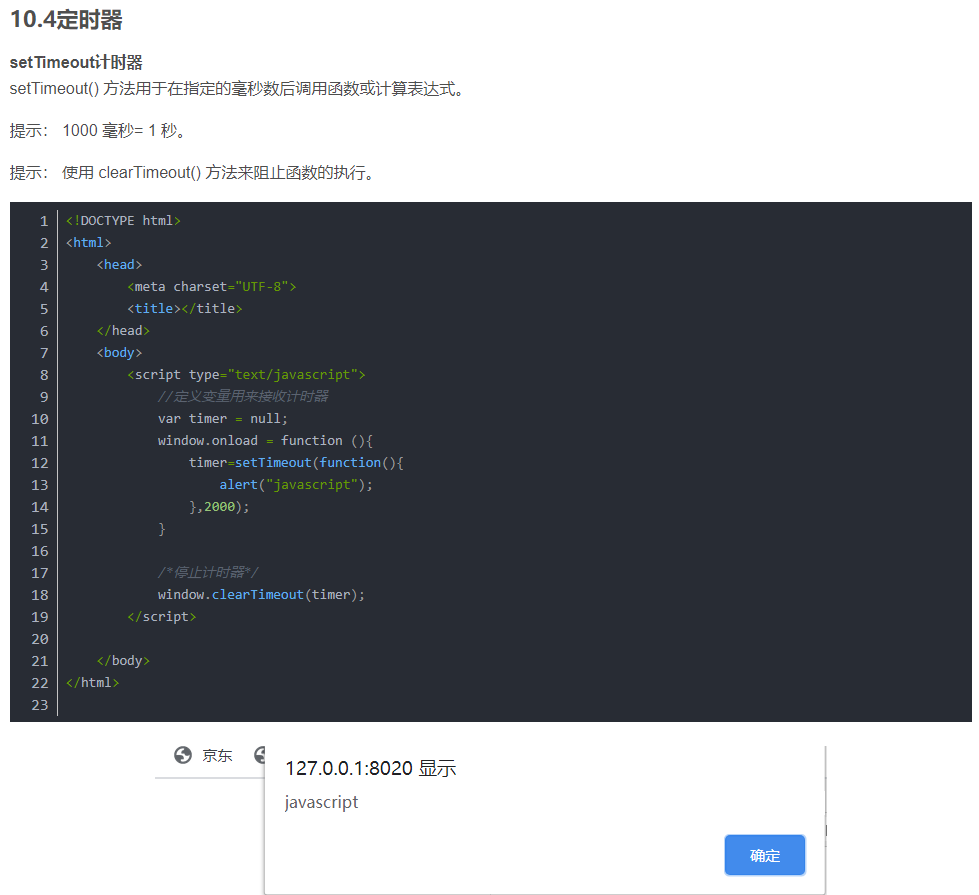 10.4定时器
setTimeout计时器
setTimeout() 方法用于在指定的毫秒数后调用函数或计算表达式。
提示： 1000 毫秒= 1 秒。
提示： 使用 clearTimeout() 方法来阻止函数的执行。
1 <!DOCTYPE html>
2 <html>
3     <head>
4         <meta charset="UTF-8">
5         <title></title>
6     </head>
7     <body>
8         <script type="text/javascript">
9             //定义变量用来接收计时器
10             var timer = null;
11             window.onload = function (){
12                 timer=setTimeout(function(){
13                     alert("javascript");
14                 },2000);
15             }
16
17             /*停止计时器*/
18             window.clearTimeout(timer);
19         </script>
20
21     </body>
22 </html>
23
京东
127.0.0.1:8020 显示
javascript
确定